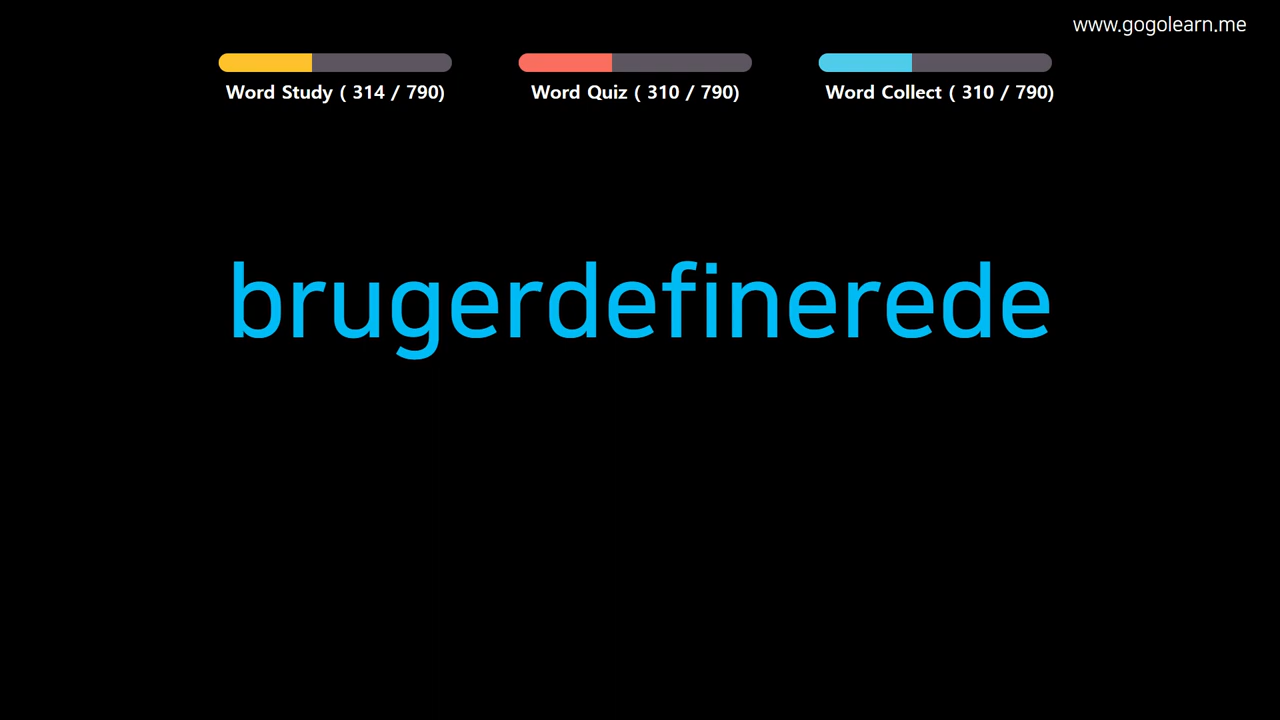 www.gogolearn.me
Word Study ( 314 / 790)
Word Quiz ( 310 / 790)
Word Collect ( 310 / 790)
brugerdefinerede